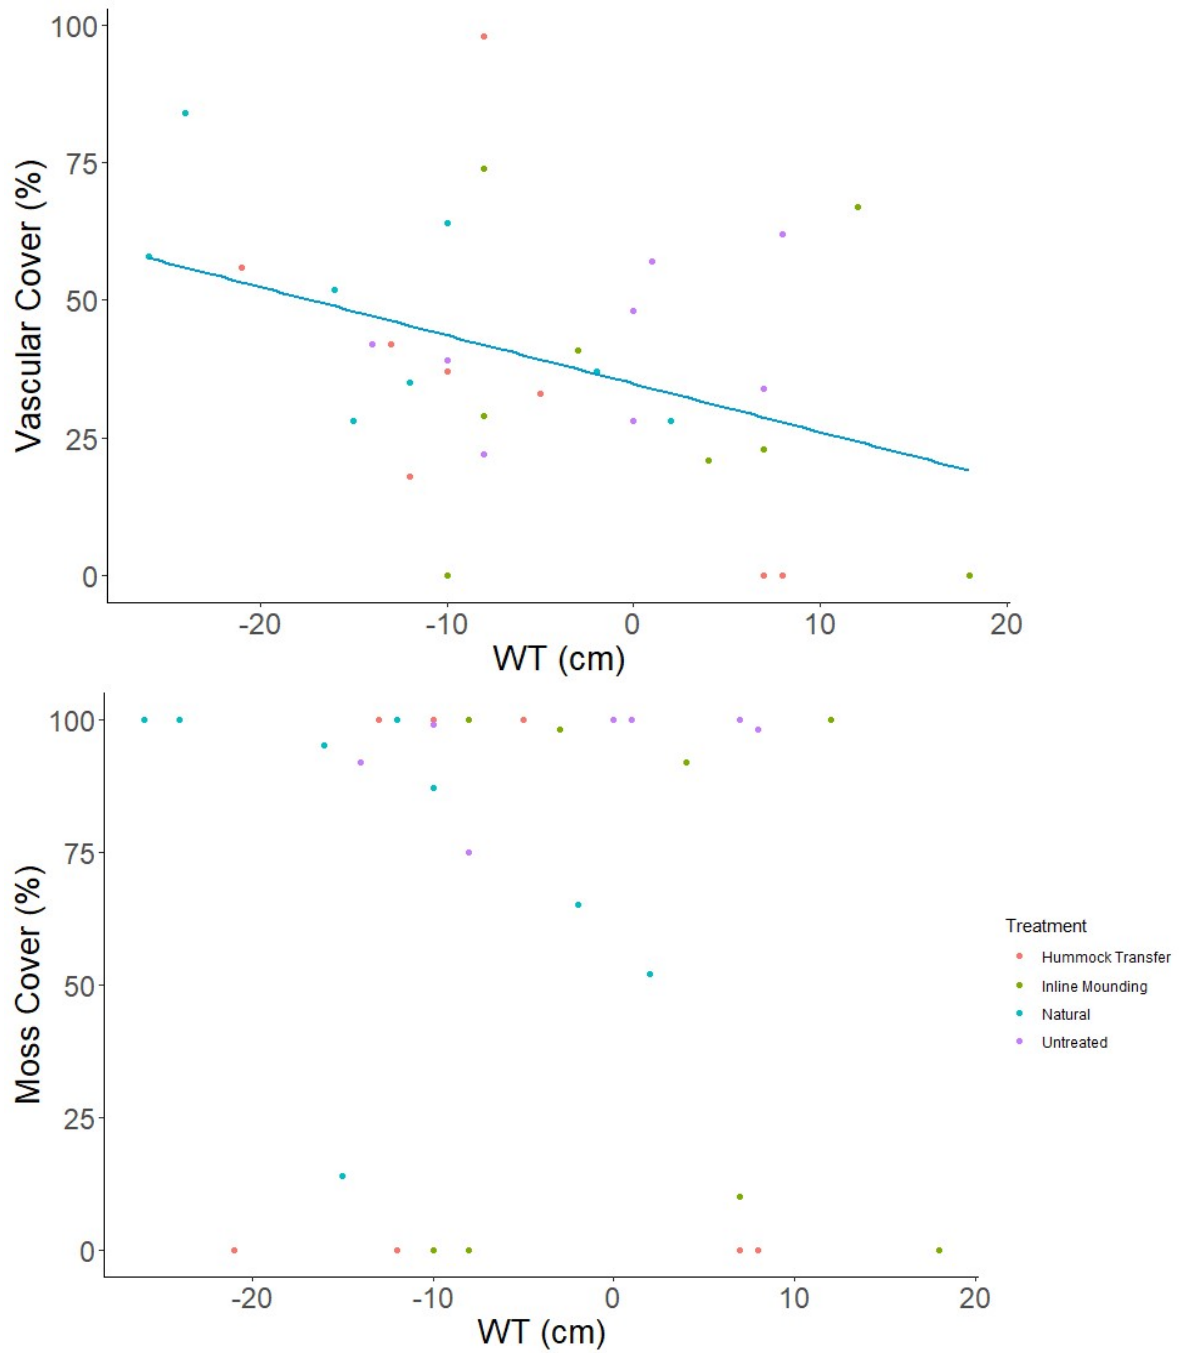 Vascular Cover (%)
100
75
50
25
0
-20 -10 0 10 20
WT (cm)
Moss Cover (%)
100
75
50
25
0
-20 -10 0 10 20
WT (cm)
Treatment
Hummock Transfer
Inline Mounding
Natural
Untreated